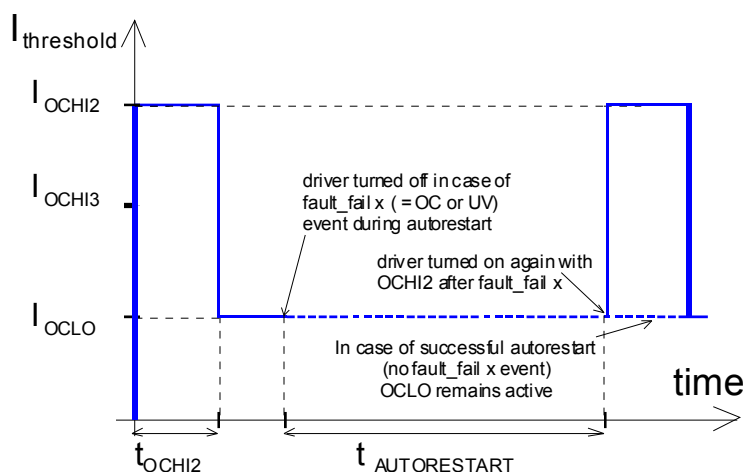 I threshold
I OCHI2
I OCHI3
driver turned off in case of
fault_fail x ( = OC or UV)
event during autorestart
driver turned on again with
OCHI2 after fault_fail x
I OCLO
In case of successful autorestart
(no fault_fail x event)
OCLO remains active
time
t OCHI2
t AUTORESTART